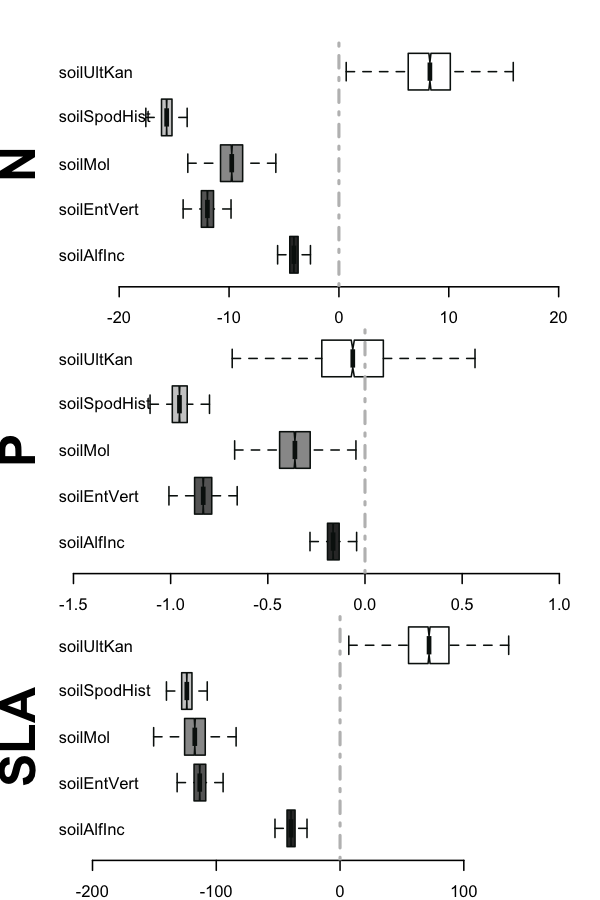 N
soilUltKan
soilSpodHist
soilMol
soilEntVert
soilAlfInc
-20 -10 0 10 20
P
soilUltKan
soilSpodHist
soilMol
soilEntVert
soilAlfInc
-1.5 -1.0 -0.5 0.0 0.5 1.0
SLA
soilUltKan
soilSpodHist
soilMol
soilEntVert
soilAlfInc
-200 -100 0 100